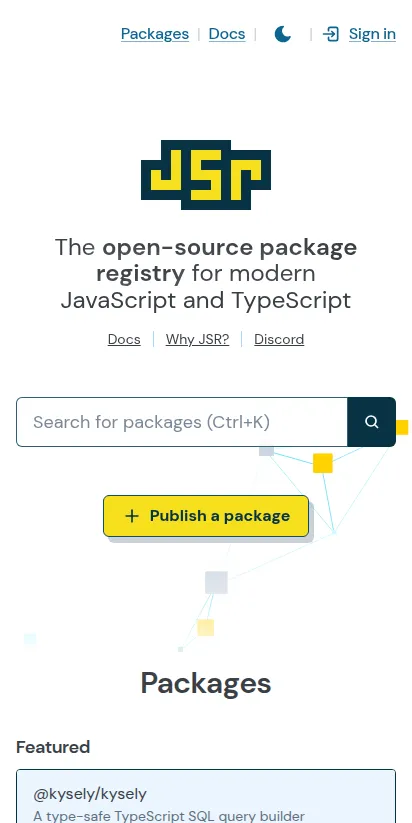 Packages | Docs | | Sign in
JSR
The open-source package
registry for modern
JavaScript and TypeScript
Docs | Why JSR? | Discord
Search for packages (Ctrl+K)
Publish a package
Packages
Featured
@kysely/kysely
A type-safe TypeScript SQL query builder